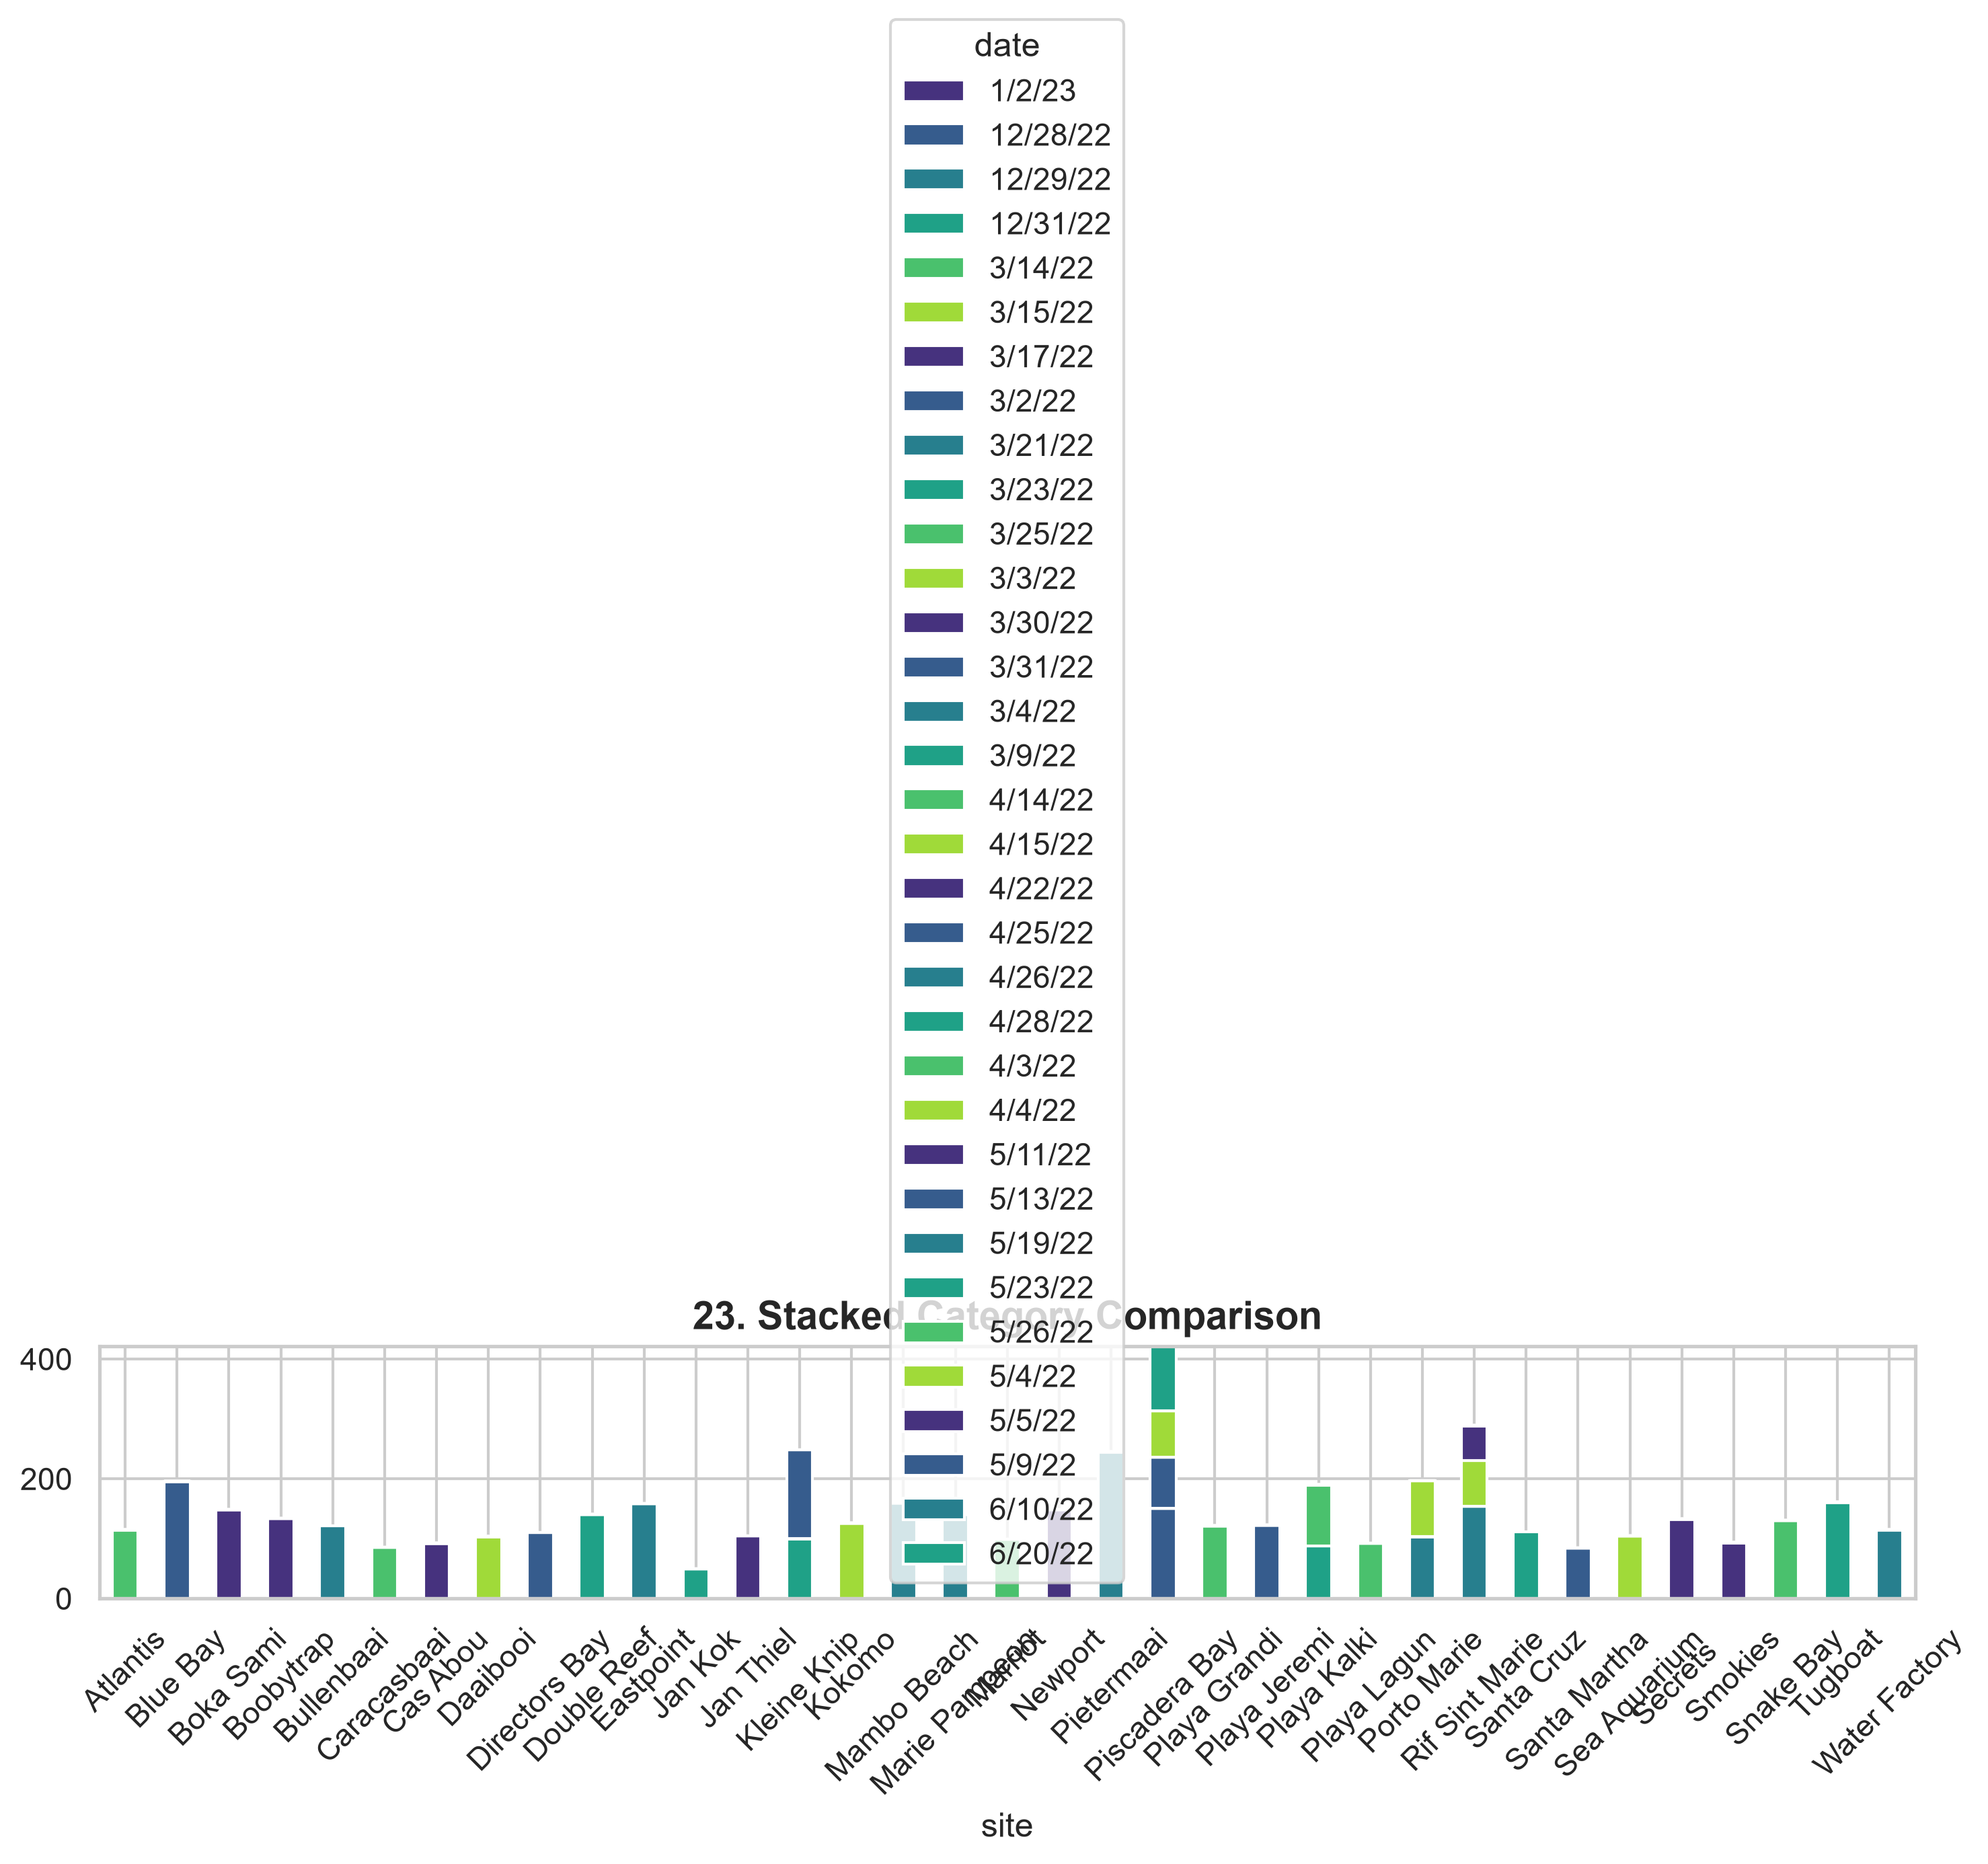 date
1/2/23
12/28/22
12/29/22
12/31/22
3/14/22
3/15/22
3/17/22
3/2/22
3/21/22
3/23/22
3/25/22
3/3/22
3/30/22
3/31/22
3/4/22
3/9/22
4/14/22
4/15/22
4/22/22
4/25/22
4/26/22
4/28/22
4/3/22
4/4/22
5/11/22
5/13/22
5/19/22
5/23/22
5/26/22
5/4/22
5/5/22
5/9/22
6/10/22
6/20/22
23. Stacked Category Comparison
400
200
0
Atlantis
Blue Bay
Boka Sami
Boobytrap
Bullenbaai
Caracasbaai
Cas Abou
Daaibooi
Directors Bay
Double Reef
Eastpoint
Jan Kok
Jan Thiel
Kleine Knip
Kokomo
Mambo Beach
Marie Pampoen
Marriot
Newport
Pietermaai
Piscadera Bay
Playa Grandi
Playa Jeremi
Playa Kalki
Playa Lagun
Porto Marie
Rif Sint Marie
Santa Cruz
Santa Martha
Sea Aquarium
Secrets
Smokies
Snake Bay
Tugboat
Water Factory
site